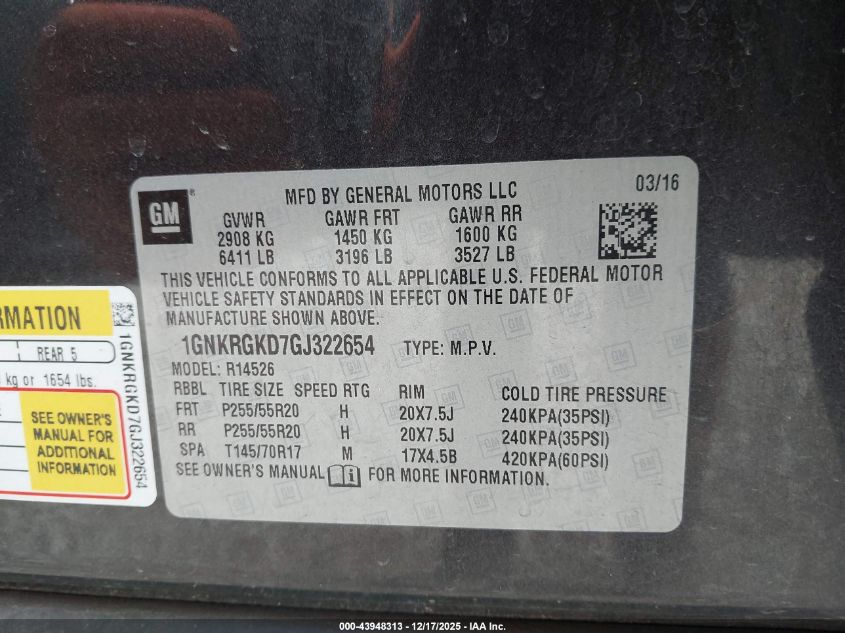 GM
®
MFD BY GENERAL MOTORS LLC
03/16
GVWR GAWR FRT GAWR RR
2908 KG 1450 KG 1600 KG
6411 LB 3196 LB 3527 LB
THIS VEHICLE CONFORMS TO ALL APPLICABLE U.S. FEDERAL MOTOR
VEHICLE SAFETY STANDARDS IN EFFECT ON THE DATE OF
MANUFACTURE SHOWN ABOVE.
1GNKRGKD7GJ322654 TYPE: M.P.V.
MODEL: R14526
RBBL TIRE SIZE SPEED RTG RIM COLD TIRE PRESSURE
FRT P255/55R20 H 20X7.5J 240KPA(35PSI)
RR P255/55R20 H 20X7.5J 240KPA(35PSI)
SPA T145/70R17 M 17X4.5B 420KPA(60PSI)
SEE OWNER'S MANUAL FOR MORE INFORMATION.
RMATION
REAR 5
kg or 1654 lbs.
SEE OWNER'S
MANUAL FOR
ADDITIONAL
INFORMATION
1GNKRGKD7GJ322654
000-43948313 - 12/17/2025 - IAA Inc.